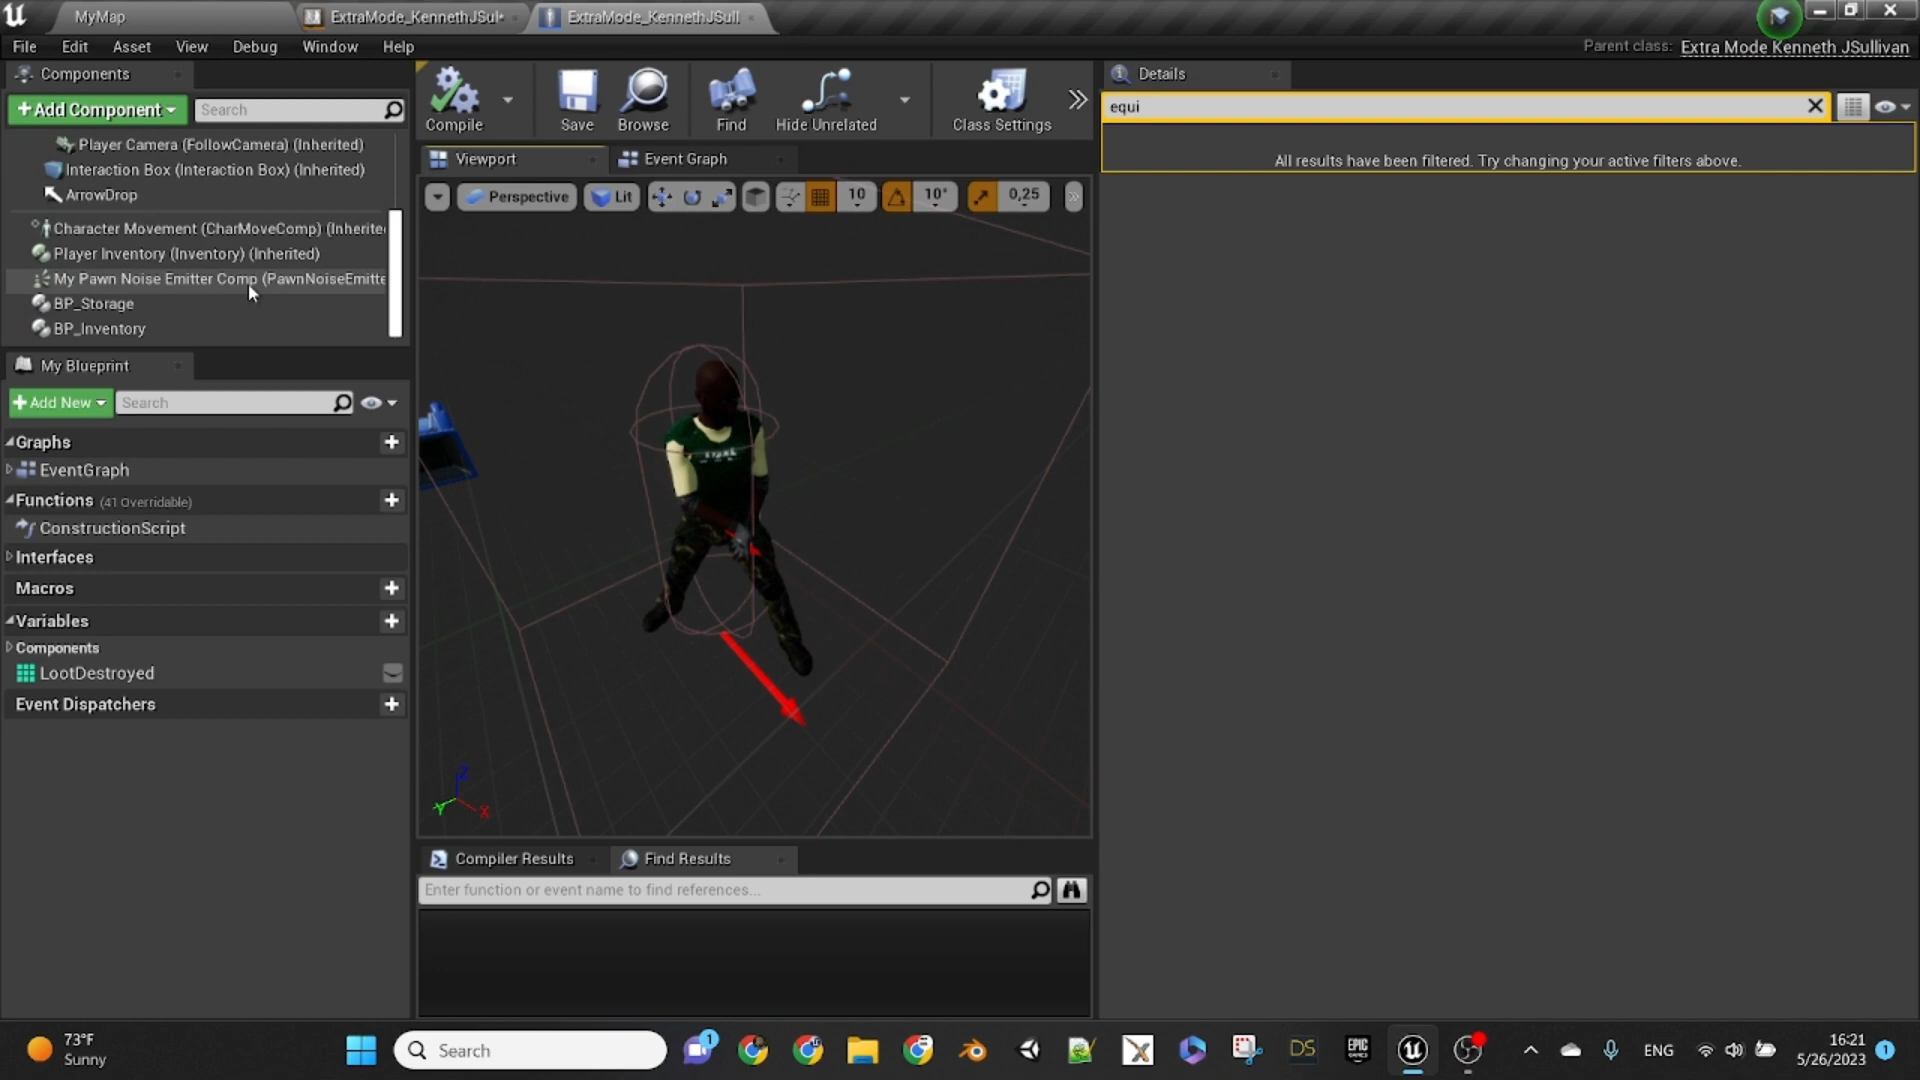 MyMap
ExtraMode_KennethJSul*
ExtraMode_KennethJSull
File Edit Asset View Debug Window Help
Parent class: Extra Mode Kenneth JSullivan
Components
+Add Component
Search
Player Camera (FollowCamera) (Inherited)
Interaction Box (Interaction Box) (Inherited)
ArrowDrop
Character Movement (CharMoveComp) (Inherite
Player Inventory (Inventory) (Inherited)
My Pawn Noise Emitter Comp (PawnNoiseEmitte
BP_Storage
BP_Inventory
My Blueprint
+Add New
Search
Graphs
EventGraph
Functions (41 Overridable)
ConstructionScript
Interfaces
Macros
Variables
Components
LootDestroyed
Event Dispatchers
Compile
Save
Browse
Find
Hide Unrelated
Class Settings
Viewport
Event Graph
Perspective
Lit
10
10°
0,25
Z
Y
X
Compiler Results
Find Results
Enter function or event name to find references...
Details
equi
All results have been filtered. Try changing your active filters above.
73°F
Sunny
Search
1
DS
EPIC
GAMES
ENG
16:21
5/26/2023
1